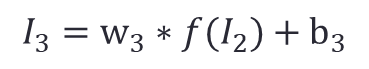 I₃ = w₃ * f(I₂) + b₃